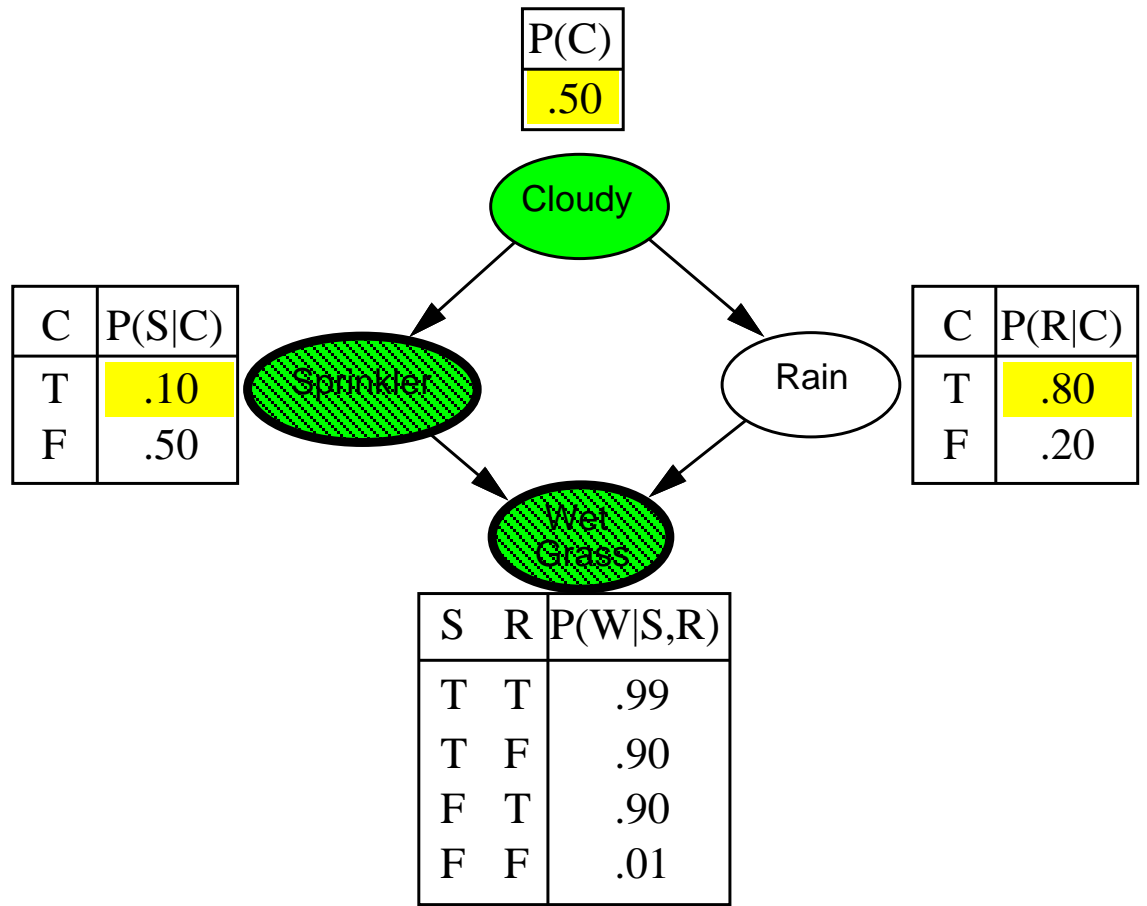 P(C)
.50
Cloudy
C P(S|C)
T .10
F .50
Sprinkler
Rain
C P(R|C)
T .80
F .20
Wet
Grass
S R P(W|S,R)
T T .99
T F .90
F T .90
F F .01